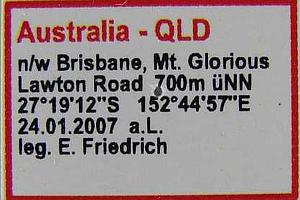 Australia - QLD
n/w Brisbane, Mt. Glorious
Lawton Road 700m üNN
27°19'12"S 152°44'57"E
24.01.2007 a.L.
leg. E. Friedrich